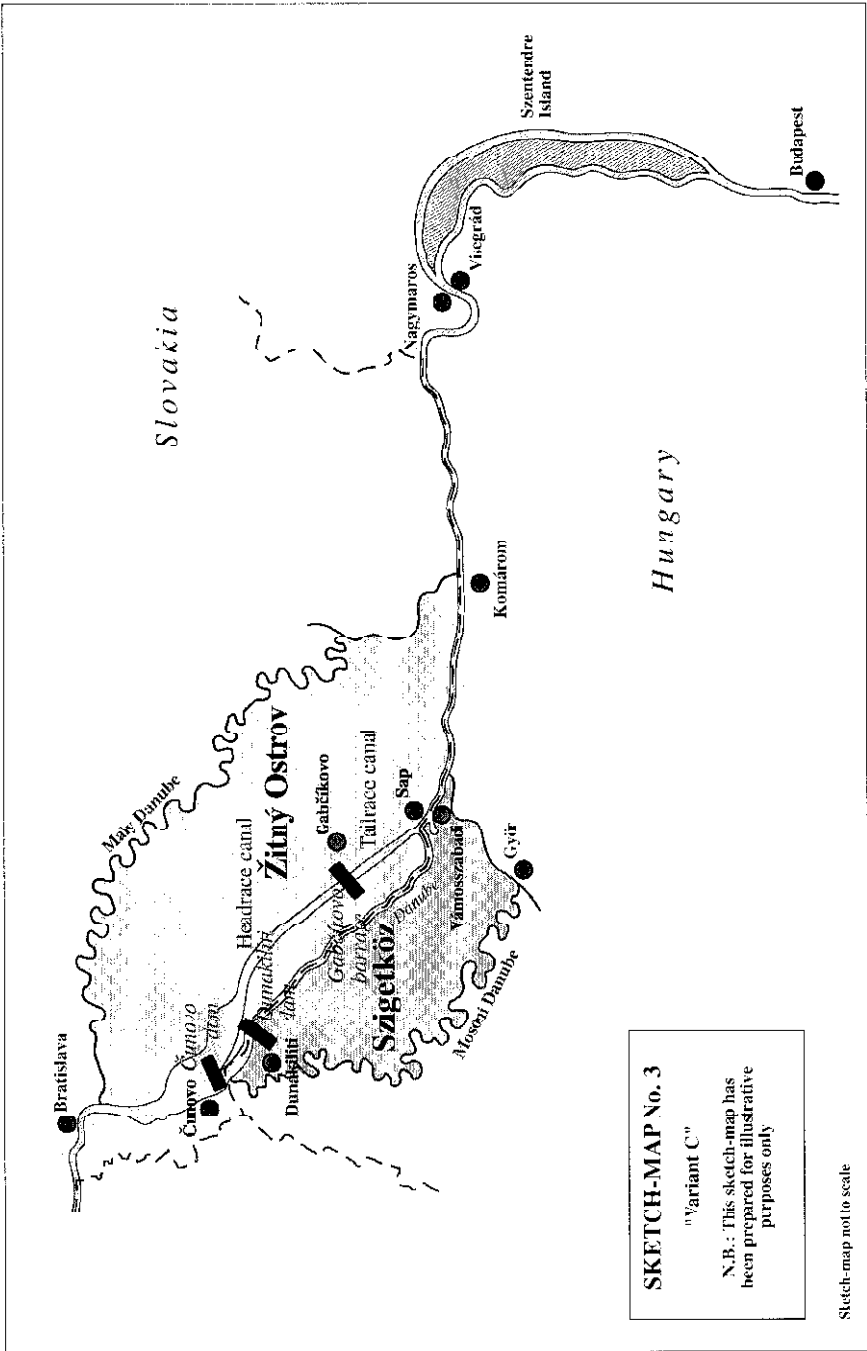 Slovakia
Szentendre
Island
Budapest
Nagymaros
Visegrád
Hungary
Komárom
Bratislava
Malý Danube
Žitný Ostrov
Headrace canal
Gabčíkovo
Tailrace canal
Sap
Čunovo
Čunovo
dam
Dunakiliti
dam
Dunakiliti
Gabčíkovo
barrage
Danube
Szigetköz
Vámosszabadi
Győr
Mosoni Danube
SKETCH-MAP No. 3
"Variant C"
N.B.: This sketch-map has
been prepared for illustrative
purposes only
Sketch-map not to scale